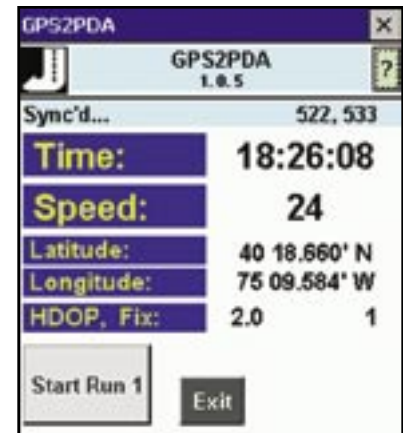 GPS2PDA
GPS2PDA
1.0.5
?
Sync'd... 522, 533
Time: 18:26:08
Speed: 24
Latitude: 40 18.660' N
Longitude: 75 09.584' W
HDOP, Fix: 2.0 1
Start Run 1
Exit